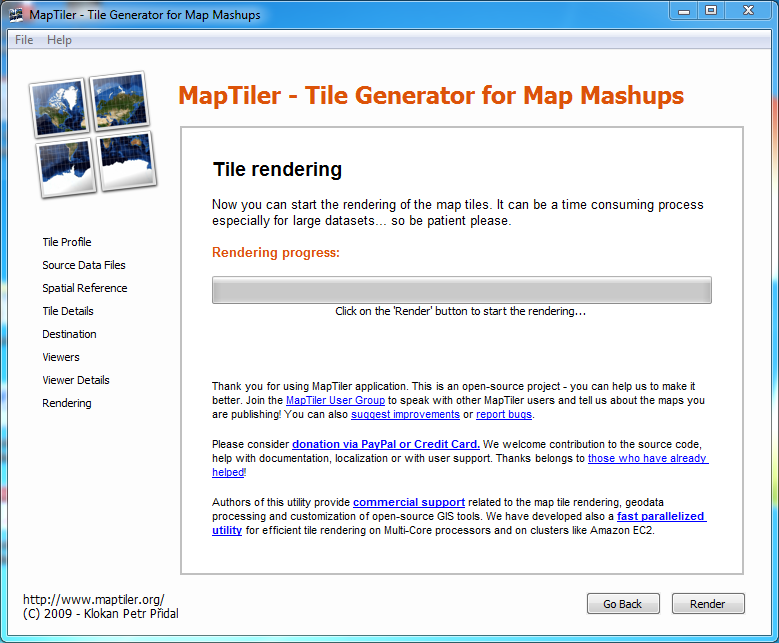 MapTiler - Tile Generator for Map Mashups
File Help
MapTiler - Tile Generator for Map Mashups
Tile Profile
Source Data Files
Spatial Reference
Tile Details
Destination
Viewers
Viewer Details
Rendering
Tile rendering
Now you can start the rendering of the map tiles. It can be a time consuming process
especially for large datasets... so be patient please.
Rendering progress:
Click on the 'Render' button to start the rendering...
Thank you for using MapTiler application. This is an open-source project - you can help us to make it
better. Join the MapTiler User Group to speak with other MapTiler users and tell us about the maps you
are publishing! You can also suggest improvements or report bugs.
Please consider donation via PayPal or Credit Card. We welcome contribution to the source code,
help with documentation, localization or with user support. Thanks belongs to those who have already
helped!
Authors of this utility provide commercial support related to the map tile rendering, geodata
processing and customization of open-source GIS tools. We have developed also a fast parallelized
utility for efficient tile rendering on Multi-Core processors and on clusters like Amazon EC2.
http://www.maptiler.org/
(C) 2009 - Klokan Petr Přidal
Go Back
Render